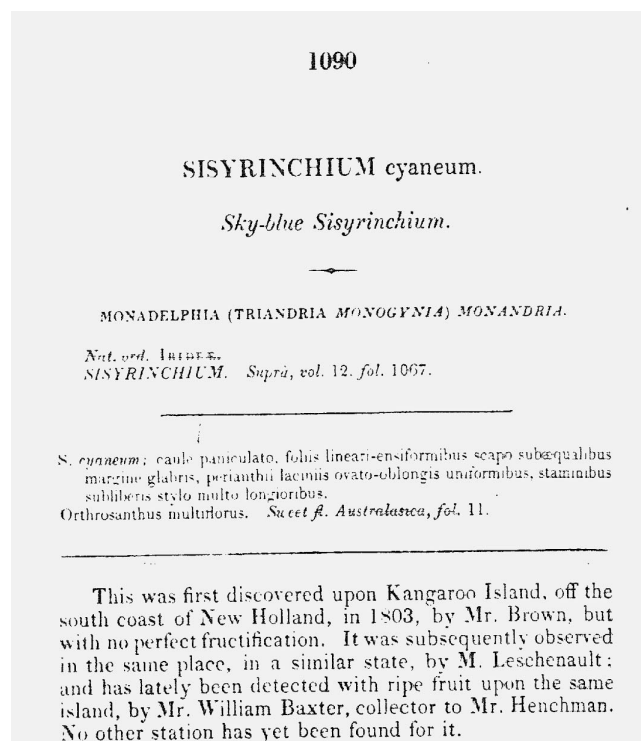 1090
SISYRINCHIUM cyaneum.
Sky-blue Sisyrinchium.
MONADELPHIA (TRIANDRIA MONOGYNIA) MONANDRIA.
Nat. ord. IRIDEÆ.
SISYRINCHIUM. Suprà, vol. 12. fol. 1067.
S. cyaneum; caule paniculato, foliis lineari-ensiformibus scapo subæqualibus
margine glabris, perianthii laciniis ovato-oblongis uniformibus, staminibus
subliberis stylo multo longioribus.
Orthrosanthus multiflorus. Sweet fl. Australasica, fol. 11.
This was first discovered upon Kangaroo Island, off the
south coast of New Holland, in 1803, by Mr. Brown, but
with no perfect fructification. It was subsequently observed
in the same place, in a similar state, by M. Leschenault:
and has lately been detected with ripe fruit upon the same
island, by Mr. William Baxter, collector to Mr. Henchman.
No other station has yet been found for it.